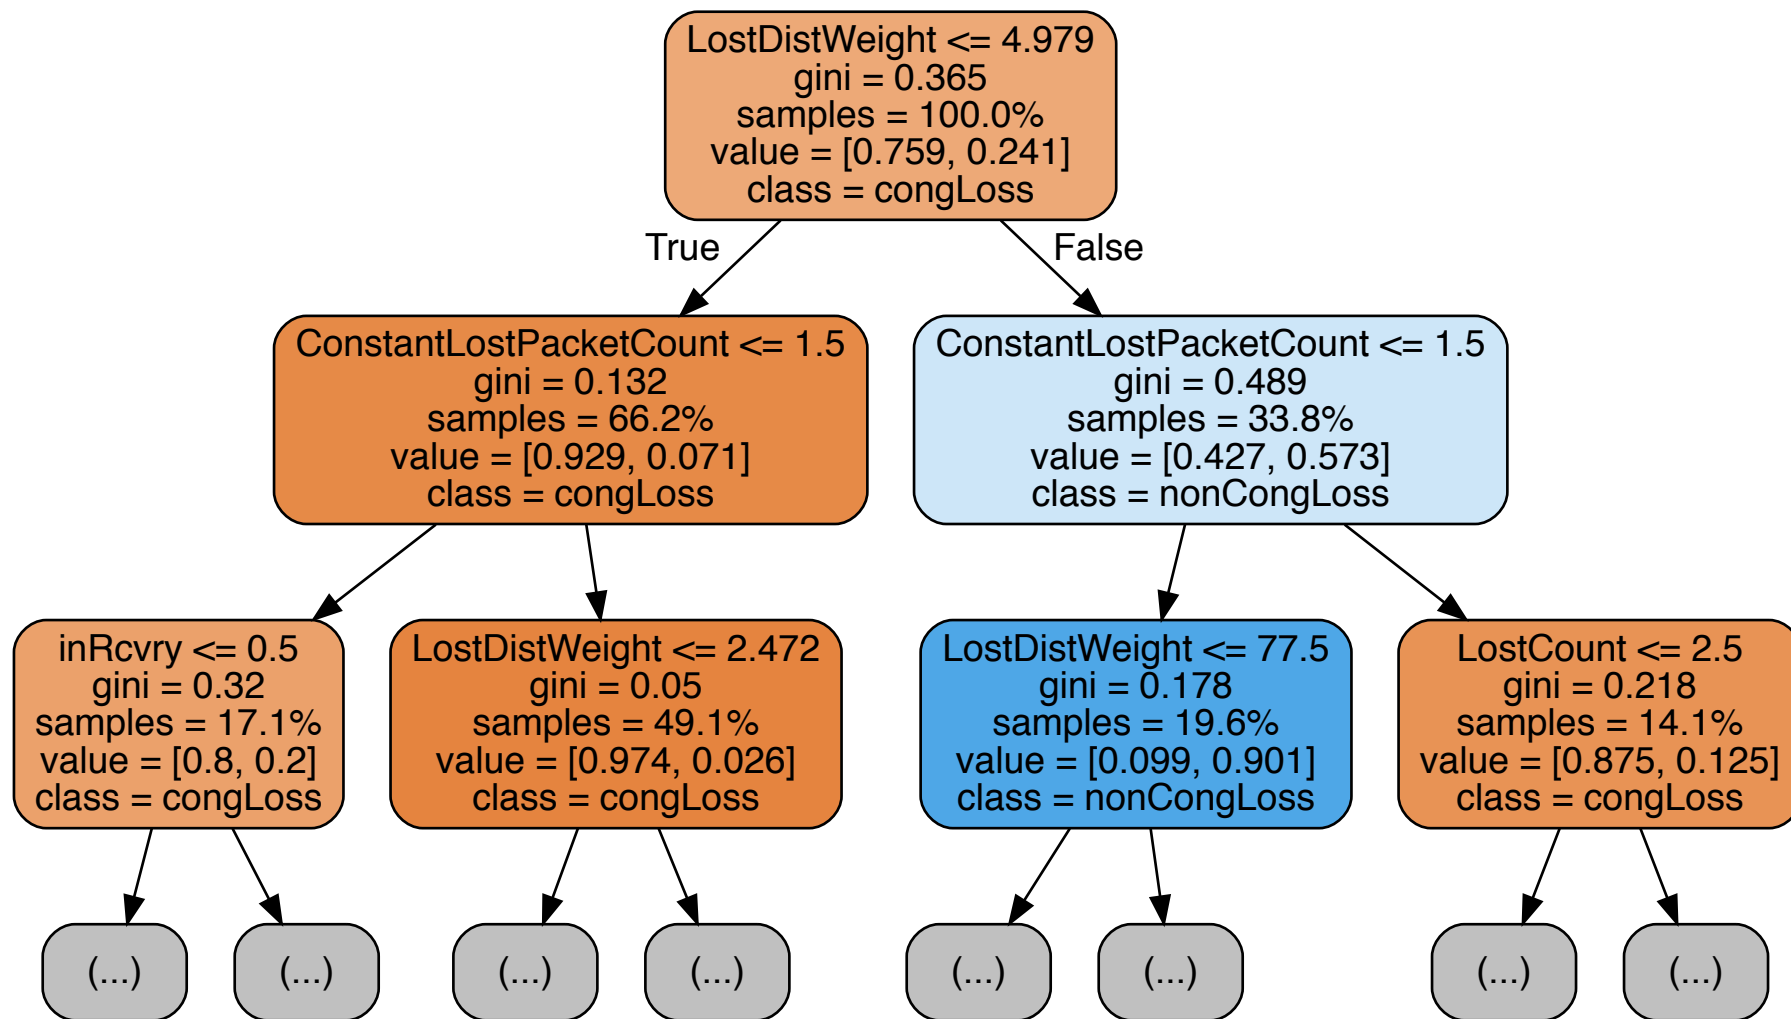 LostDistWeight <= 4.979
gini = 0.365
samples = 100.0%
value = [0.759, 0.241]
class = congLoss
True
False
ConstantLostPacketCount <= 1.5
gini = 0.132
samples = 66.2%
value = [0.929, 0.071]
class = congLoss
ConstantLostPacketCount <= 1.5
gini = 0.489
samples = 33.8%
value = [0.427, 0.573]
class = nonCongLoss
inRcvry <= 0.5
gini = 0.32
samples = 17.1%
value = [0.8, 0.2]
class = congLoss
LostDistWeight <= 2.472
gini = 0.05
samples = 49.1%
value = [0.974, 0.026]
class = congLoss
LostDistWeight <= 77.5
gini = 0.178
samples = 19.6%
value = [0.099, 0.901]
class = nonCongLoss
LostCount <= 2.5
gini = 0.218
samples = 14.1%
value = [0.875, 0.125]
class = congLoss
(...)
(...)
(...)
(...)
(...)
(...)
(...)
(...)